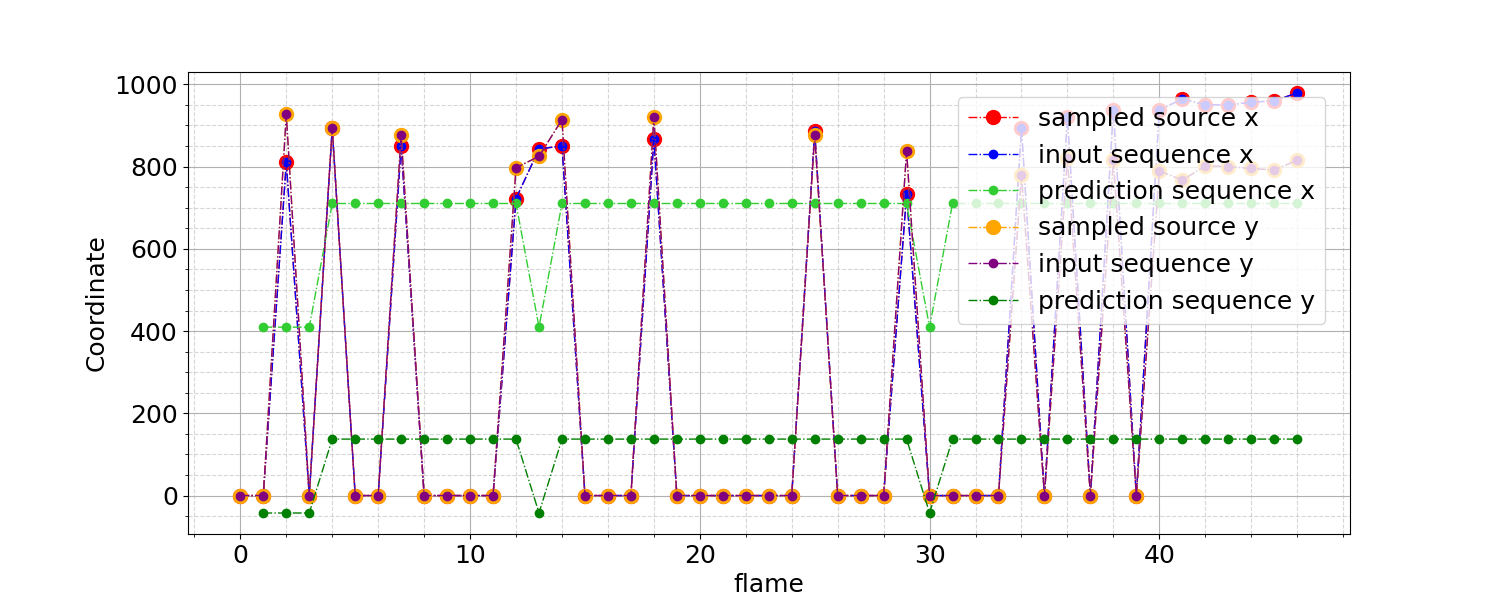 1000
800
600
400
200
0
Coordinate
sampled source x
input sequence x
prediction sequence x
sampled source y
input sequence y
prediction sequence y
0 10 20 30 40
flame